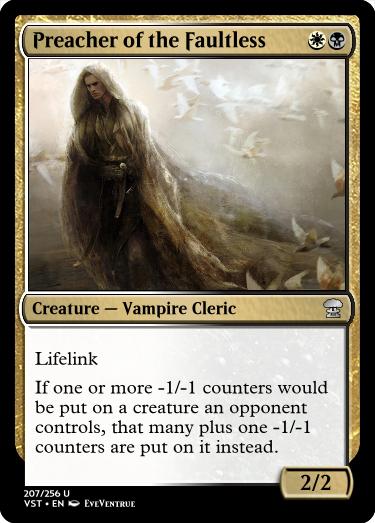 Preacher of the Faultless
Creature — Vampire Cleric
Lifelink
If one or more -1/-1 counters would
be put on a creature an opponent
controls, that many plus one -1/-1
counters are put on it instead.
2/2
207/256 U
VST • EN EveVentrue